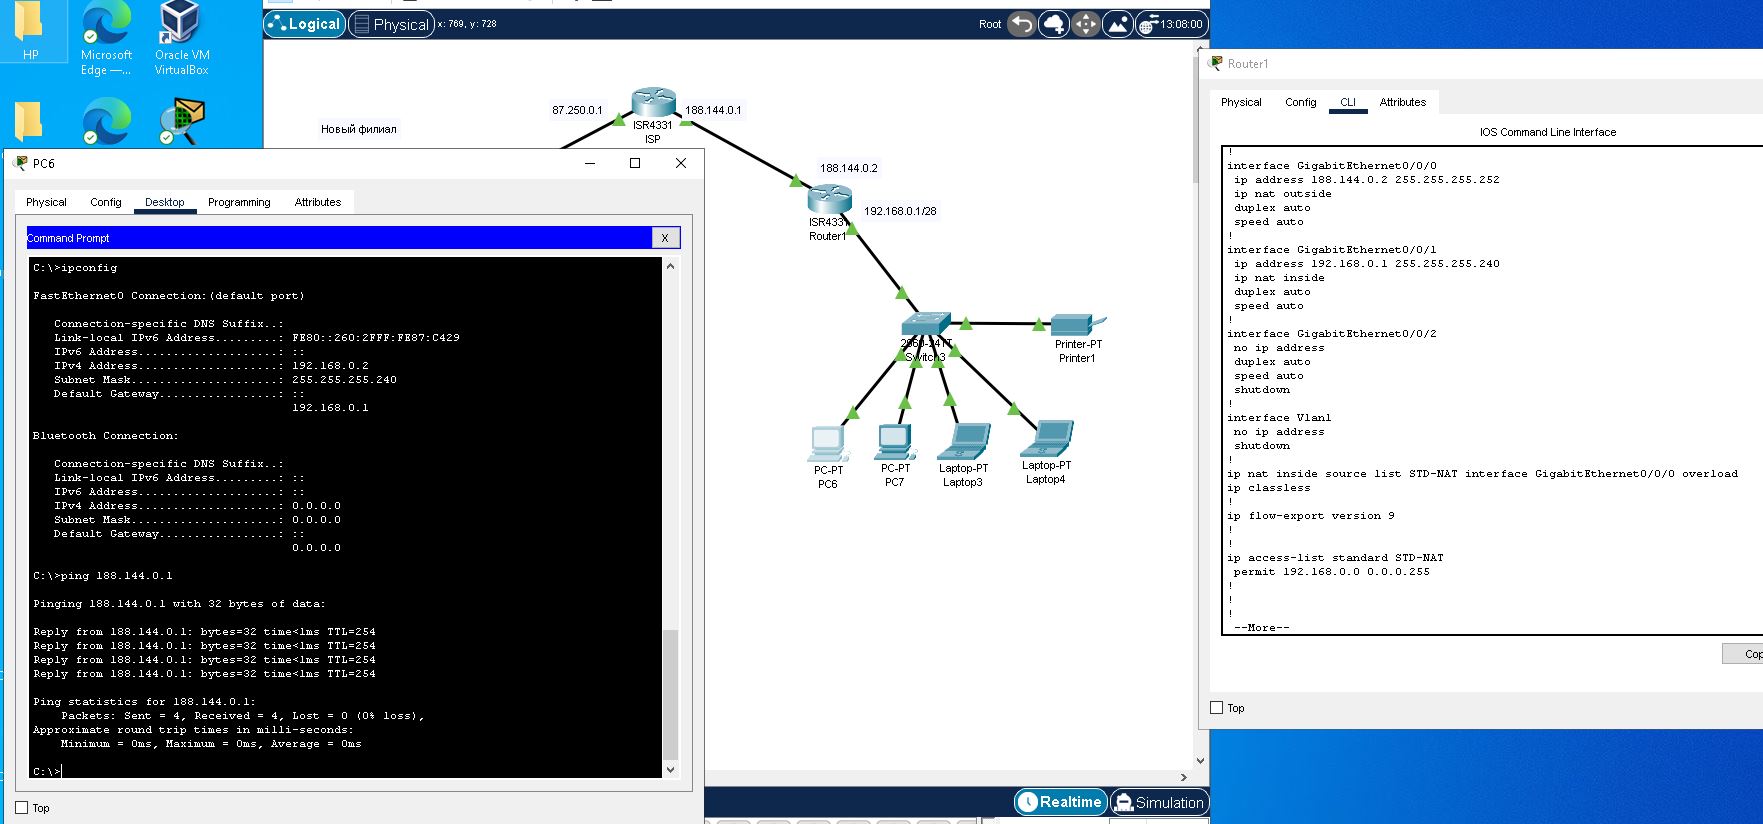 HP
Microsoft
Edge —...
Oracle VM
VirtualBox
Logical
Physical
x: 769, y: 728
Root
13:08:00
Новый филиал
87.250.0.1
188.144.0.1
ISR4331
ISP
188.144.0.2
192.168.0.1/28
ISR4331
Router1
Switch3
Printer-PT
Printer1
PC-PT
PC6
PC-PT
PC7
Laptop-PT
Laptop3
Laptop-PT
Laptop4
Realtime
Simulation
PC6
Physical
Config
Desktop
Programming
Attributes
Command Prompt
X
C:\>ipconfig
FastEthernet0 Connection:(default port)
Connection-specific DNS Suffix..:
Link-local IPv6 Address.........: FE80::260:2FFF:FE87:C429
IPv6 Address....................: ::
IPv4 Address....................: 192.168.0.2
Subnet Mask.....................: 255.255.255.240
Default Gateway.................: ::
192.168.0.1
Bluetooth Connection:
Connection-specific DNS Suffix..:
Link-local IPv6 Address.........: ::
IPv6 Address....................: ::
IPv4 Address....................: 0.0.0.0
Subnet Mask.....................: 0.0.0.0
Default Gateway.................: ::
0.0.0.0
C:\>ping 188.144.0.1
Pinging 188.144.0.1 with 32 bytes of data:
Reply from 188.144.0.1: bytes=32 time<1ms TTL=254
Reply from 188.144.0.1: bytes=32 time<1ms TTL=254
Reply from 188.144.0.1: bytes=32 time<1ms TTL=254
Reply from 188.144.0.1: bytes=32 time<1ms TTL=254
Ping statistics for 188.144.0.1:
Packets: Sent = 4, Received = 4, Lost = 0 (0% loss),
Approximate round trip times in milli-seconds:
Minimum = 0ms, Maximum = 0ms, Average = 0ms
C:\>
Top
Router1
Physical
Config
CLI
Attributes
IOS Command Line Interface
!
interface GigabitEthernet0/0/0
ip address 188.144.0.2 255.255.255.252
ip nat outside
duplex auto
speed auto
!
interface GigabitEthernet0/0/1
ip address 192.168.0.1 255.255.255.240
ip nat inside
duplex auto
speed auto
!
interface GigabitEthernet0/0/2
no ip address
duplex auto
speed auto
shutdown
!
interface Vlan1
no ip address
shutdown
!
ip nat inside source list STD-NAT interface GigabitEthernet0/0/0 overload
ip classless
!
ip flow-export version 9
!
!
ip access-list standard STD-NAT
permit 192.168.0.0 0.0.0.255
!
!
!
--More--
Cop
Top